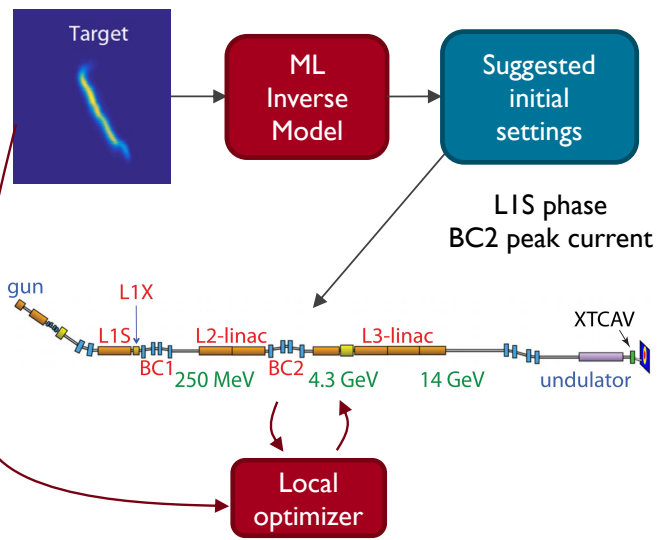 Target
ML
Inverse
Model
Suggested
initial
settings
L1S phase
BC2 peak current
gun
L1X
L1S
L2-linac
L3-linac
XTCAV
BC1
250 MeV
BC2
4.3 GeV
14 GeV
undulator
Local
optimizer